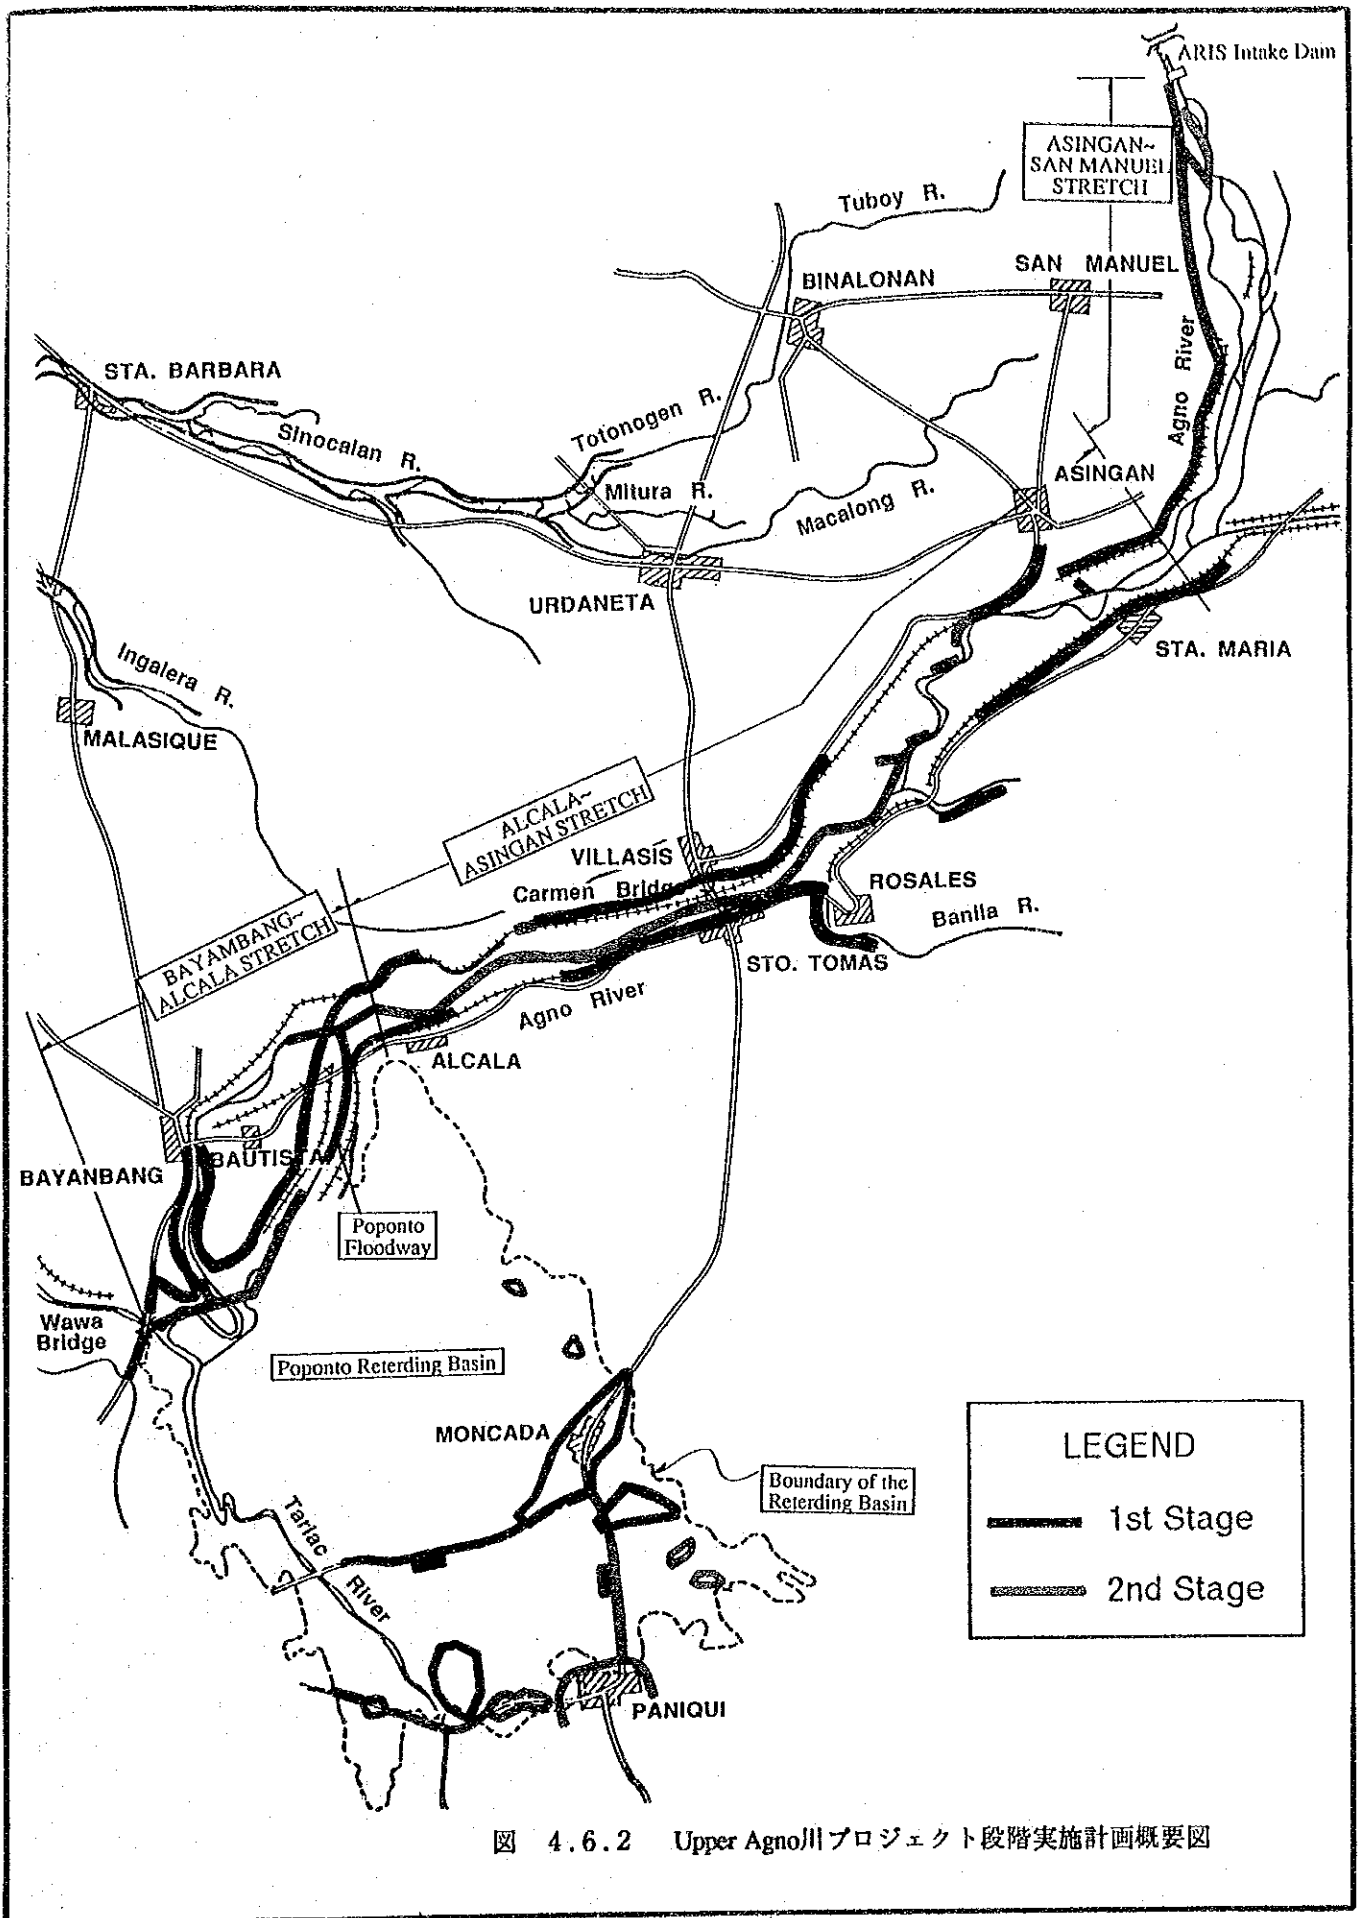 ARIS Intake Dam
ASINGAN~
SAN MANUEL
STRETCH
Tuboy R.
SAN MANUEL
BINALONAN
Agno River
STA. BARBARA
Sinocalan R.
Totonogen R.
Mitura R.
Macalong R.
ASINGAN
URDANETA
STA. MARIA
Ingalera R.
MALASIQUE
ALCALA~
ASINGAN STRETCH
VILLASIS
Carmen Bridge
ROSALES
Banila R.
BAYAMBANG~
ALCALA STRETCH
STO. TOMAS
Agno River
ALCALA
BAUTISTA
BAYANBANG
Poponto
Floodway
Wawa
Bridge
Poponto Reterding Basin
MONCADA
Boundary of the
Reterding Basin
Tarlac River
PANIQUI
LEGEND
1st Stage
2nd Stage
図 4.6.2 Upper Agno川プロジェクト段階実施計画概要図